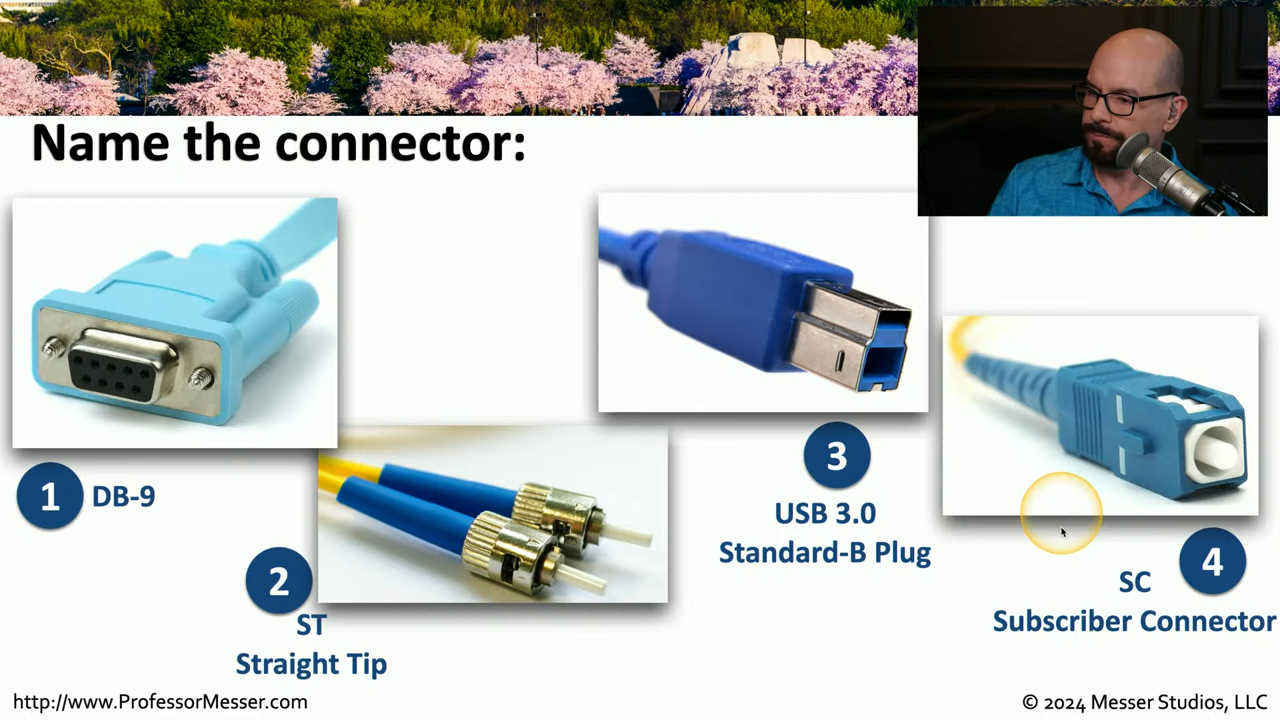 Name the connector:
1 DB-9
2
ST
Straight Tip
3
USB 3.0
Standard-B Plug
4
SC
Subscriber Connector
http://www.ProfessorMesser.com
© 2024 Messer Studios, LLC